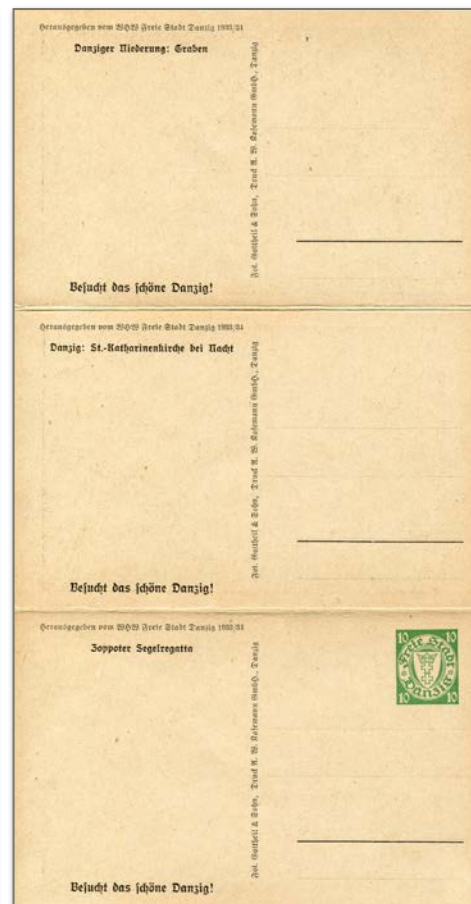 Herausgegeben vom WHW Freie Stadt Danzig 1933/34
Danziger Niederung: Graben
Fot. Gottheil & Sohn, Druck A. W. Kafemann GmbH., Danzig
Besucht das schöne Danzig!
Herausgegeben vom WHW Freie Stadt Danzig 1933/34
Danzig: St.-Katharinenkirche bei Nacht
Fot. Gottheil & Sohn, Druck A. W. Kafemann GmbH., Danzig
Besucht das schöne Danzig!
Herausgegeben vom WHW Freie Stadt Danzig 1933/34
Zoppoter Segelregatta
10 10
Freie Stadt
Danzig
10 10
Fot. Gottheil & Sohn, Druck A. W. Kafemann GmbH., Danzig
Besucht das schöne Danzig!